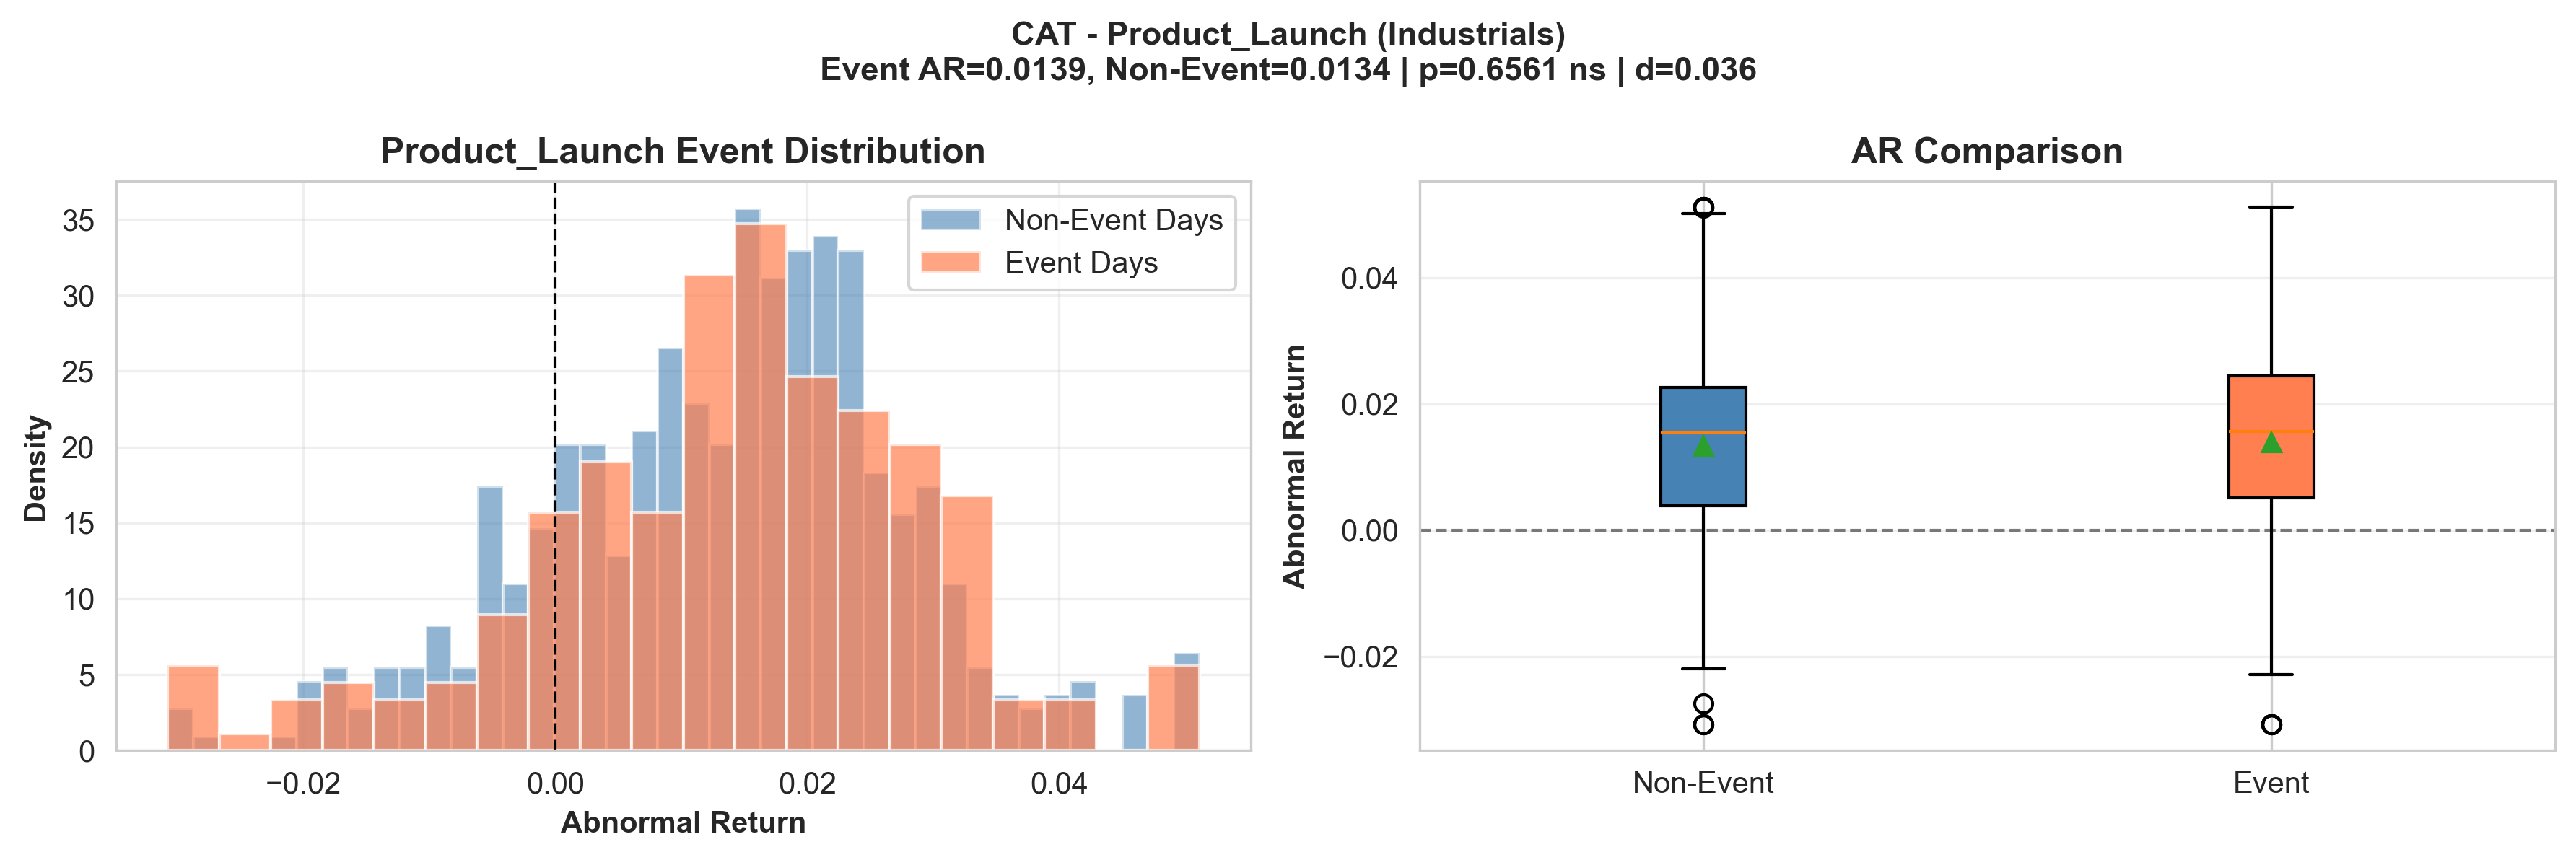 CAT - Product_Launch (Industrials)
Event AR=0.0139, Non-Event=0.0134 | p=0.6561 ns | d=0.036
Product_Launch Event Distribution
Non-Event Days
Event Days
35
30
25
20
15
10
5
0
Density
−0.02
0.00
0.02
0.04
Abnormal Return
AR Comparison
0.04
0.02
0.00
−0.02
Abnormal Return
Non-Event
Event